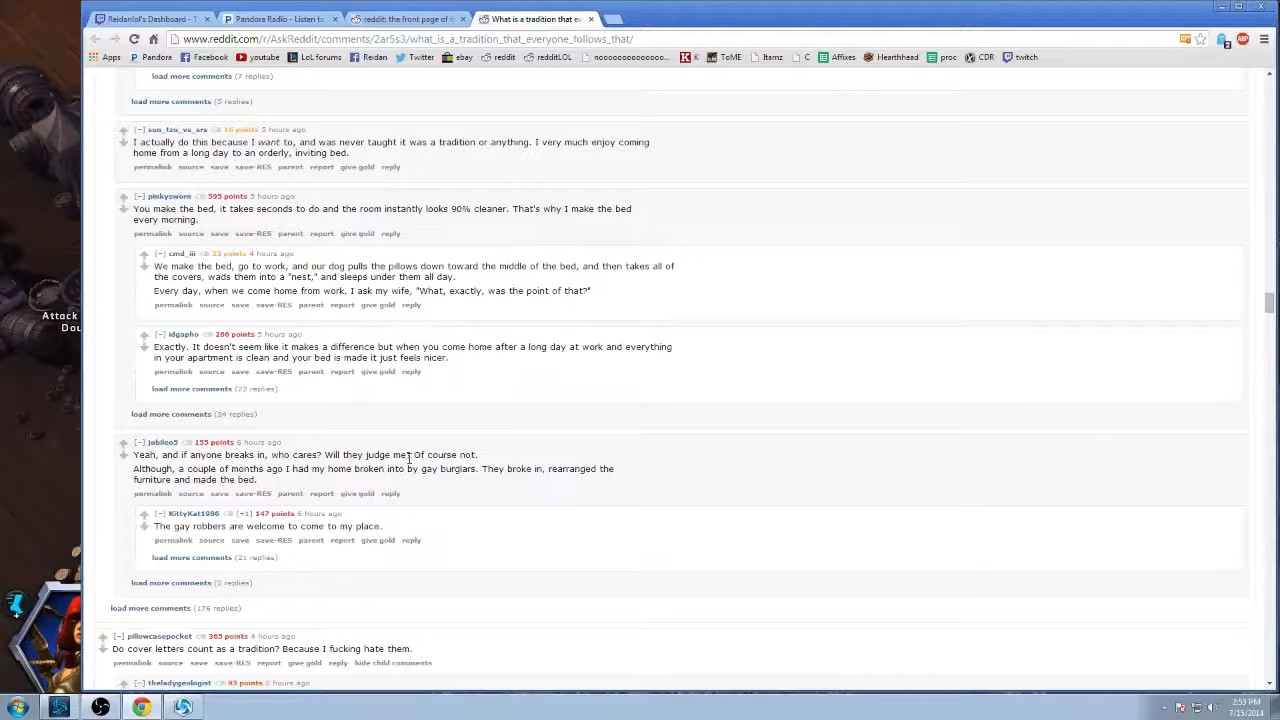 Reidanlol's Dashboard - T
Pandora Radio - Listen to
reddit: the front page of t
What is a tradition that ev
www.reddit.com/r/AskReddit/comments/2ar5s3/what_is_a_tradition_that_everyone_follows_that/
Apps Pandora Facebook youtube LoL forums Reidan Twitter ebay reddit redditLOL nooooooooooooo... K ToME Itamz C Affixes Hearthhead proc CDR twitch
load more comments (7 replies)
load more comments (5 replies)
[−] sun_tzu_vs_srs 16 points 5 hours ago
I actually do this because I want to, and was never taught it was a tradition or anything. I very much enjoy coming
home from a long day to an orderly, inviting bed.
permalink source save save-RES parent report give gold reply
[−] pinkysworn 595 points 5 hours ago
You make the bed, it takes seconds to do and the room instantly looks 90% cleaner. That's why I make the bed
every morning.
permalink source save save-RES parent report give gold reply
[−] cmd_iii 35 points 4 hours ago
We make the bed, go to work, and our dog pulls the pillows down toward the middle of the bed, and then takes all of
the covers, wads them into a "nest," and sleeps under them all day.
Every day, when we come home from work, I ask my wife, "What, exactly, was the point of that?"
permalink source save save-RES parent report give gold reply
[−] idgapho 266 points 5 hours ago
Exactly. It doesn't seem like it makes a difference but when you come home after a long day at work and everything
in your apartment is clean and your bed is made it just feels nicer.
permalink source save save-RES parent report give gold reply
load more comments (22 replies)
load more comments (34 replies)
[−] jubileo5 155 points 6 hours ago
Yeah, and if anyone breaks in, who cares? Will they judge me? Of course not.
Although, a couple of months ago I had my home broken into by gay burglars. They broke in, rearranged the
furniture and made the bed.
permalink source save save-RES parent report give gold reply
[−] KittyKat1986 [+1] 147 points 6 hours ago
The gay robbers are welcome to come to my place.
permalink source save save-RES parent report give gold reply
load more comments (21 replies)
load more comments (2 replies)
load more comments (176 replies)
[−] pillowcasepocket 365 points 4 hours ago
Do cover letters count as a tradition? Because I fucking hate them.
permalink source save save-RES report give gold reply hide child comments
[−] theladygeologist 93 points 2 hours ago
Attack
Dou
2:53 PM
7/15/2014